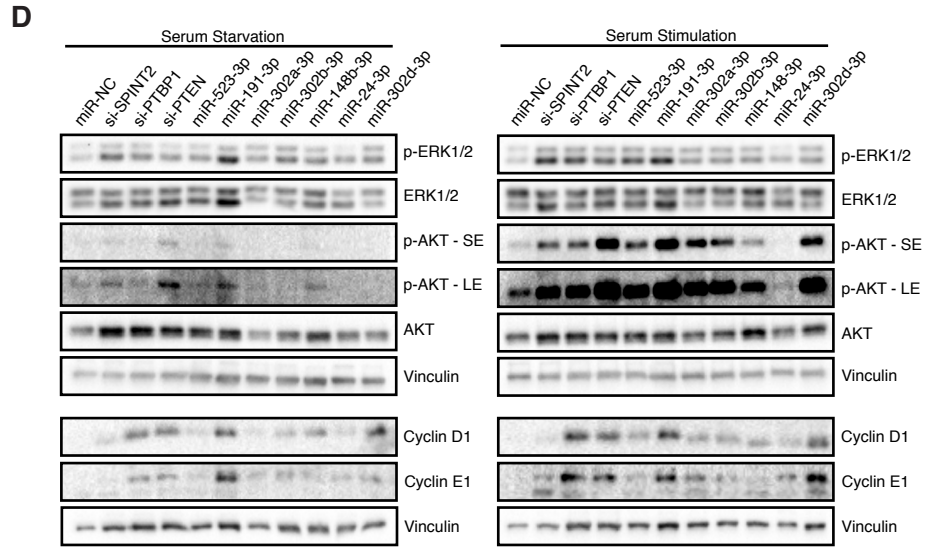 D
Serum Starvation
miR-NC
si-SPINT2
si-PTBP1
si-PTEN
miR-523-3p
miR-191-3p
miR-302a-3p
miR-302b-3p
miR-148b-3p
miR-24-3p
miR-302d-3p
p-ERK1/2
ERK1/2
p-AKT - SE
p-AKT - LE
AKT
Vinculin
Cyclin D1
Cyclin E1
Vinculin
Serum Stimulation
miR-NC
si-SPINT2
si-PTBP1
si-PTEN
miR-523-3p
miR-191-3p
miR-302a-3p
miR-302b-3p
miR-148-3p
miR-24-3p
miR-302d-3p
p-ERK1/2
ERK1/2
p-AKT - SE
p-AKT - LE
AKT
Vinculin
Cyclin D1
Cyclin E1
Vinculin